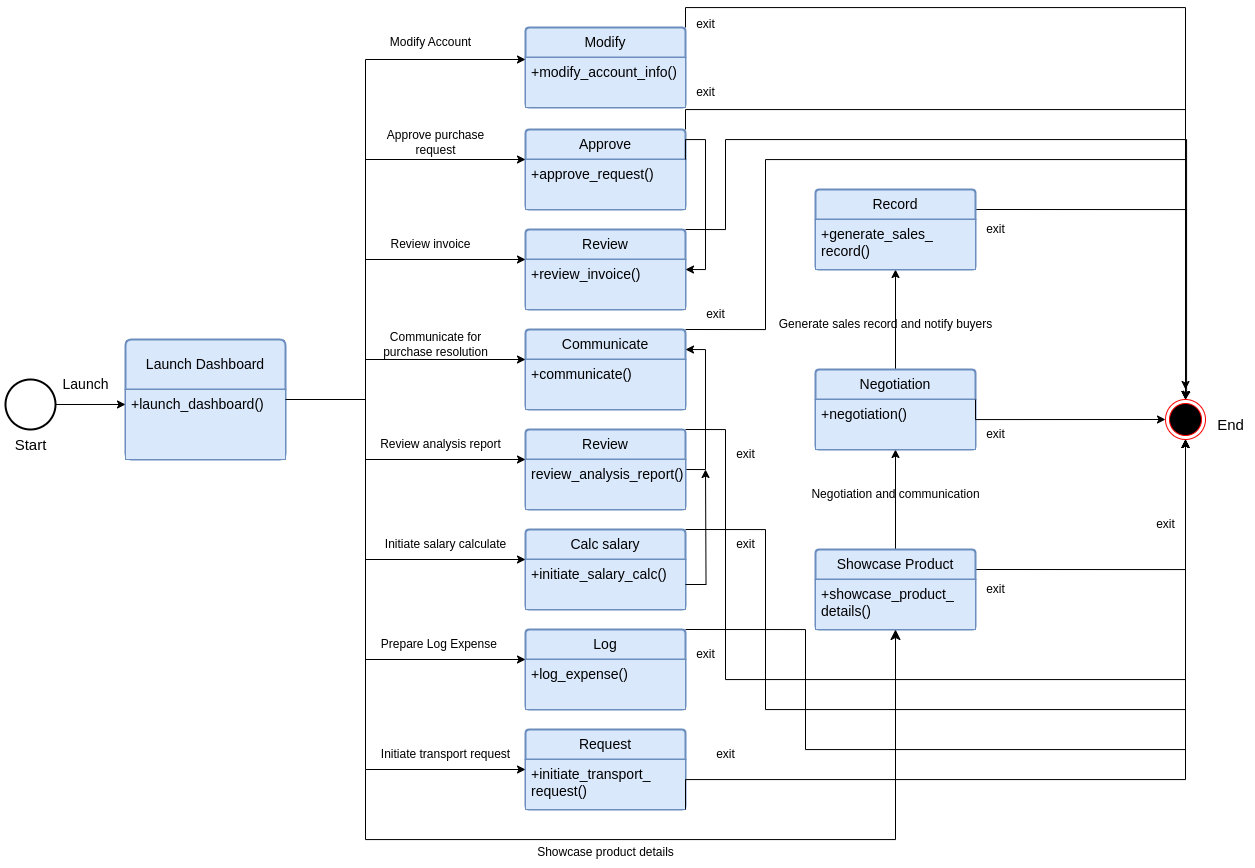 exit
Modify Account
Modify
+modify_account_info()
exit
Approve purchase
request
Approve
+approve_request()
Review invoice
Review
+review_invoice()
Record
+generate_sales_
record()
exit
exit
Generate sales record and notify buyers
Communicate for
purchase resolution
Communicate
+communicate()
Launch Dashboard
+launch_dashboard()
Launch
Start
Negotiation
+negotiation()
exit
End
Review analysis report
Review
review_analysis_report()
exit
Negotiation and communication
exit
Initiate salary calculate
Calc salary
+initiate_salary_calc()
exit
Showcase Product
+showcase_product_
details()
exit
Prepare Log Expense
Log
+log_expense()
exit
Initiate transport request
Request
+initiate_transport_
request()
exit
Showcase product details